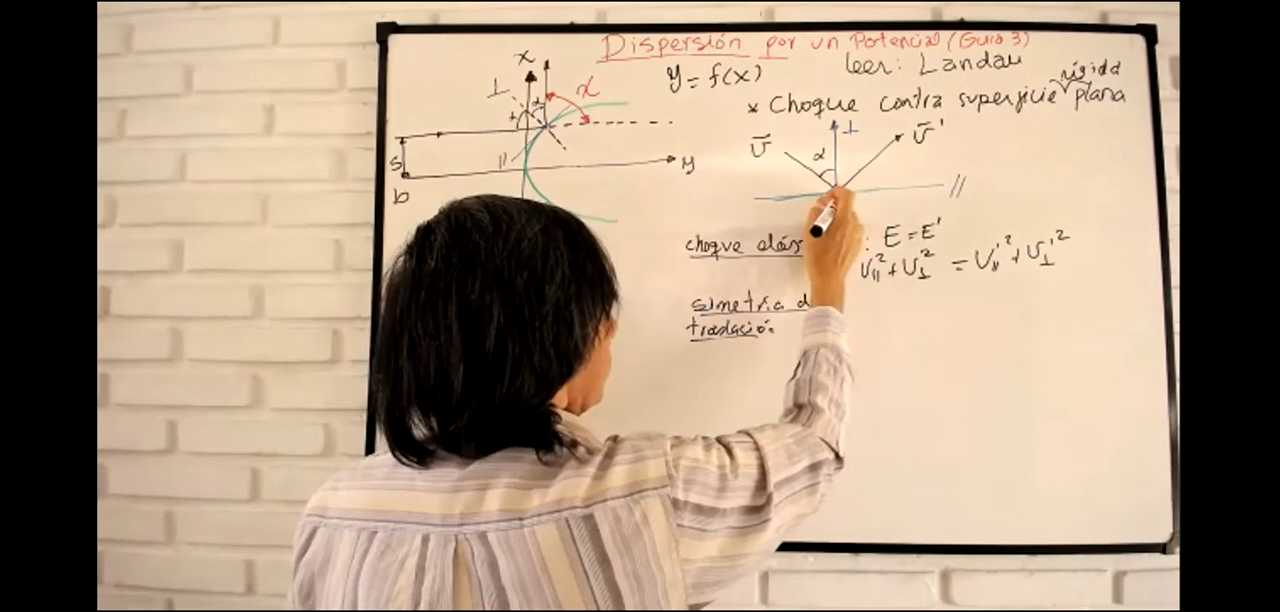 Dispersión por un Potencial (Guia 3)
y = f(x)
leer: Landau
* Choque contra superficie rígida plana
x
⊥
χ
α
//
s
b
y
v̄
α
⊥
v̄'
//
choque elás : E = E'
v//² + v⊥² = v//'² + v⊥'²
simetría d
traslación